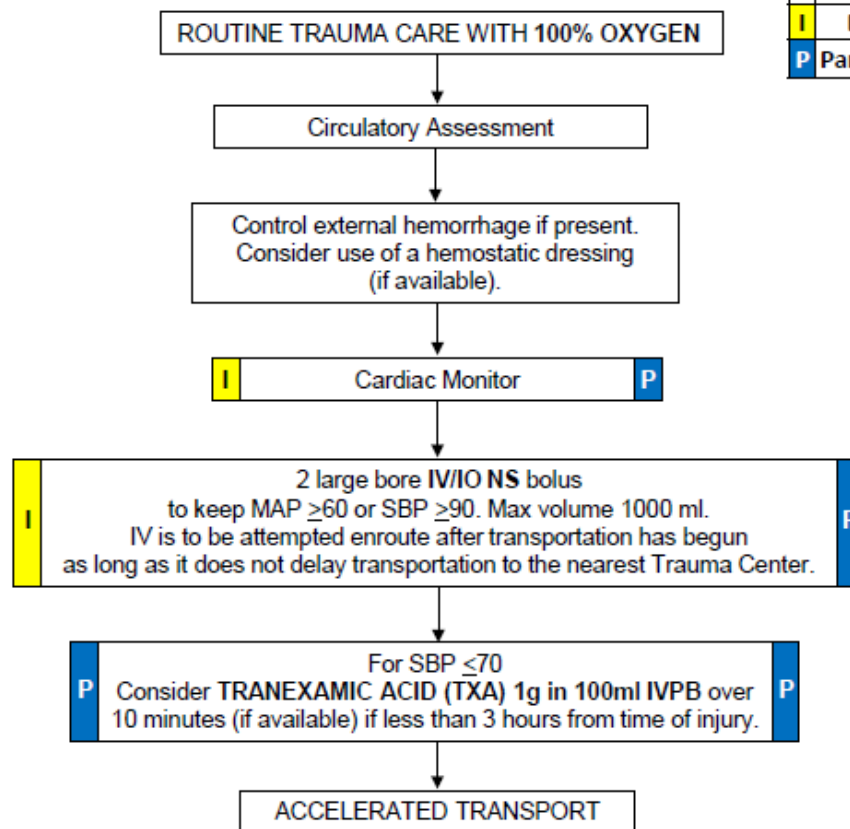 ROUTINE TRAUMA CARE WITH 100% OXYGEN
I
P Par
Circulatory Assessment
Control external hemorrhage if present.
Consider use of a hemostatic dressing
(if available).
I Cardiac Monitor P
2 large bore IV/IO NS bolus
to keep MAP ≥60 or SBP ≥90. Max volume 1000 ml.
I IV is to be attempted enroute after transportation has begun P
as long as it does not delay transportation to the nearest Trauma Center.
For SBP ≤70
P Consider TRANEXAMIC ACID (TXA) 1g in 100ml IVPB over P
10 minutes (if available) if less than 3 hours from time of injury.
ACCELERATED TRANSPORT